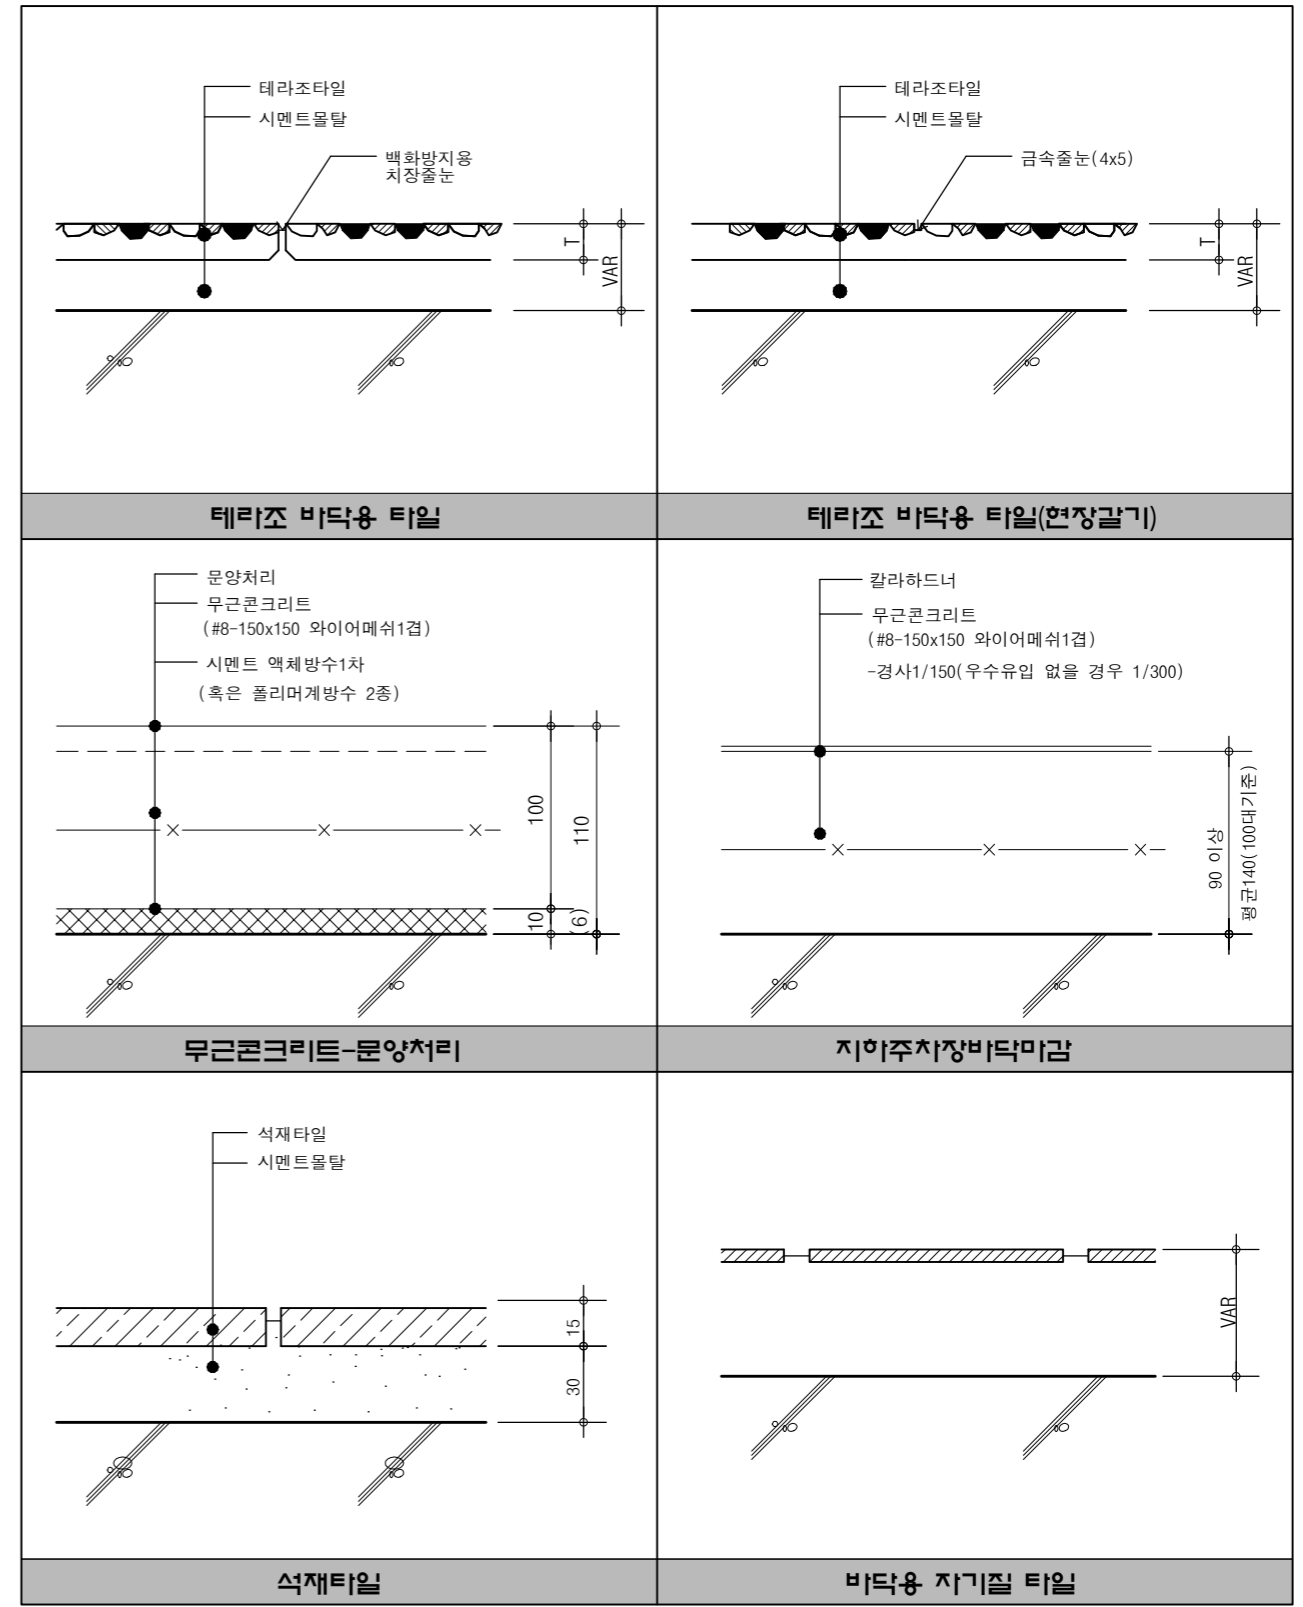 테라조타일
시멘트몰탈
백화방지용
치장줄눈
T
VAR
테라조 바닥용 타일
테라조타일
시멘트몰탈
금속줄눈(4x5)
T
VAR
테라조 바닥용 타일(현장갈기)
문양처리
무근콘크리트
(#8-150x150 와이어메쉬1겹)
시멘트 액체방수1차
(혹은 폴리머계방수 2종)
100
110
10
(6)
무근콘크리트-문양처리
칼라하드너
무근콘크리트
(#8-150x150 와이어메쉬1겹)
-경사1/150(우수유입 없을 경우 1/300)
90 이상
평균140(100대기준)
지하주차장바닥마감
석재타일
시멘트몰탈
15
30
석재타일
VAR
바닥용 자기질 타일